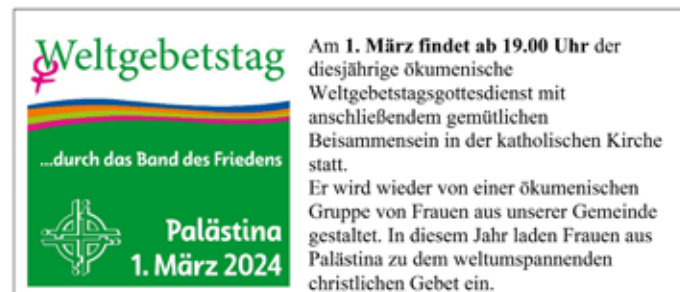 Weltgebetstag
...durch das Band des Friedens
Palästina
1. März 2024
Am 1. März findet ab 19.00 Uhr der
diesjährige ökumenische
Weltgebetstagsgottesdienst mit
anschließendem gemütlichen
Beisammensein in der katholischen Kirche
statt.
Er wird wieder von einer ökumenischen
Gruppe von Frauen aus unserer Gemeinde
gestaltet. In diesem Jahr laden Frauen aus
Palästina zu dem weltumspannenden
christlichen Gebet ein.